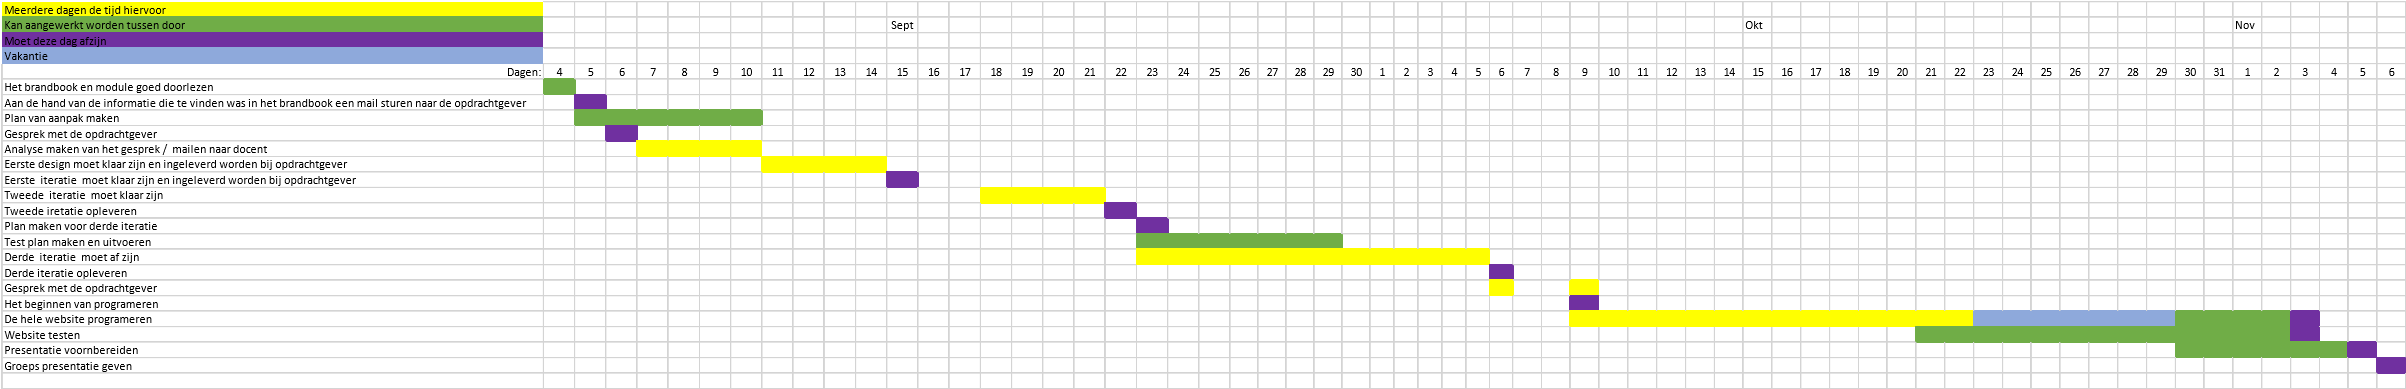 Meerdere dagen de tijd hiervoor
Kan aangewerkt worden tussen door Sept Okt Nov
Moet deze dag afzijn
Vakantie
Dagen: 4 5 6 7 8 9 10 11 12 13 14 15 16 17 18 19 20 21 22 23 24 25 26 27 28 29 30 1 2 3 4 5 6 7 8 9 10 11 12 13 14 15 16 17 18 19 20 21 22 23 24 25 26 27 28 29 30 31 1 2 3 4 5 6
Het brandbook en module goed doorlezen
Aan de hand van de informatie die te vinden was in het brandbook een mail sturen naar de opdrachtgever
Plan van aanpak maken
Gesprek met de opdrachtgever
Analyse maken van het gesprek / mailen naar docent
Eerste design moet klaar zijn en ingeleverd worden bij opdrachtgever
Eerste iteratie moet klaar zijn en ingeleverd worden bij opdrachtgever
Tweede iteratie moet klaar zijn
Tweede iretatie opleveren
Plan maken voor derde iteratie
Test plan maken en uitvoeren
Derde iteratie moet af zijn
Derde iteratie opleveren
Gesprek met de opdrachtgever
Het beginnen van programeren
De hele website programeren
Website testen
Presentatie voornbereiden
Groeps presentatie geven